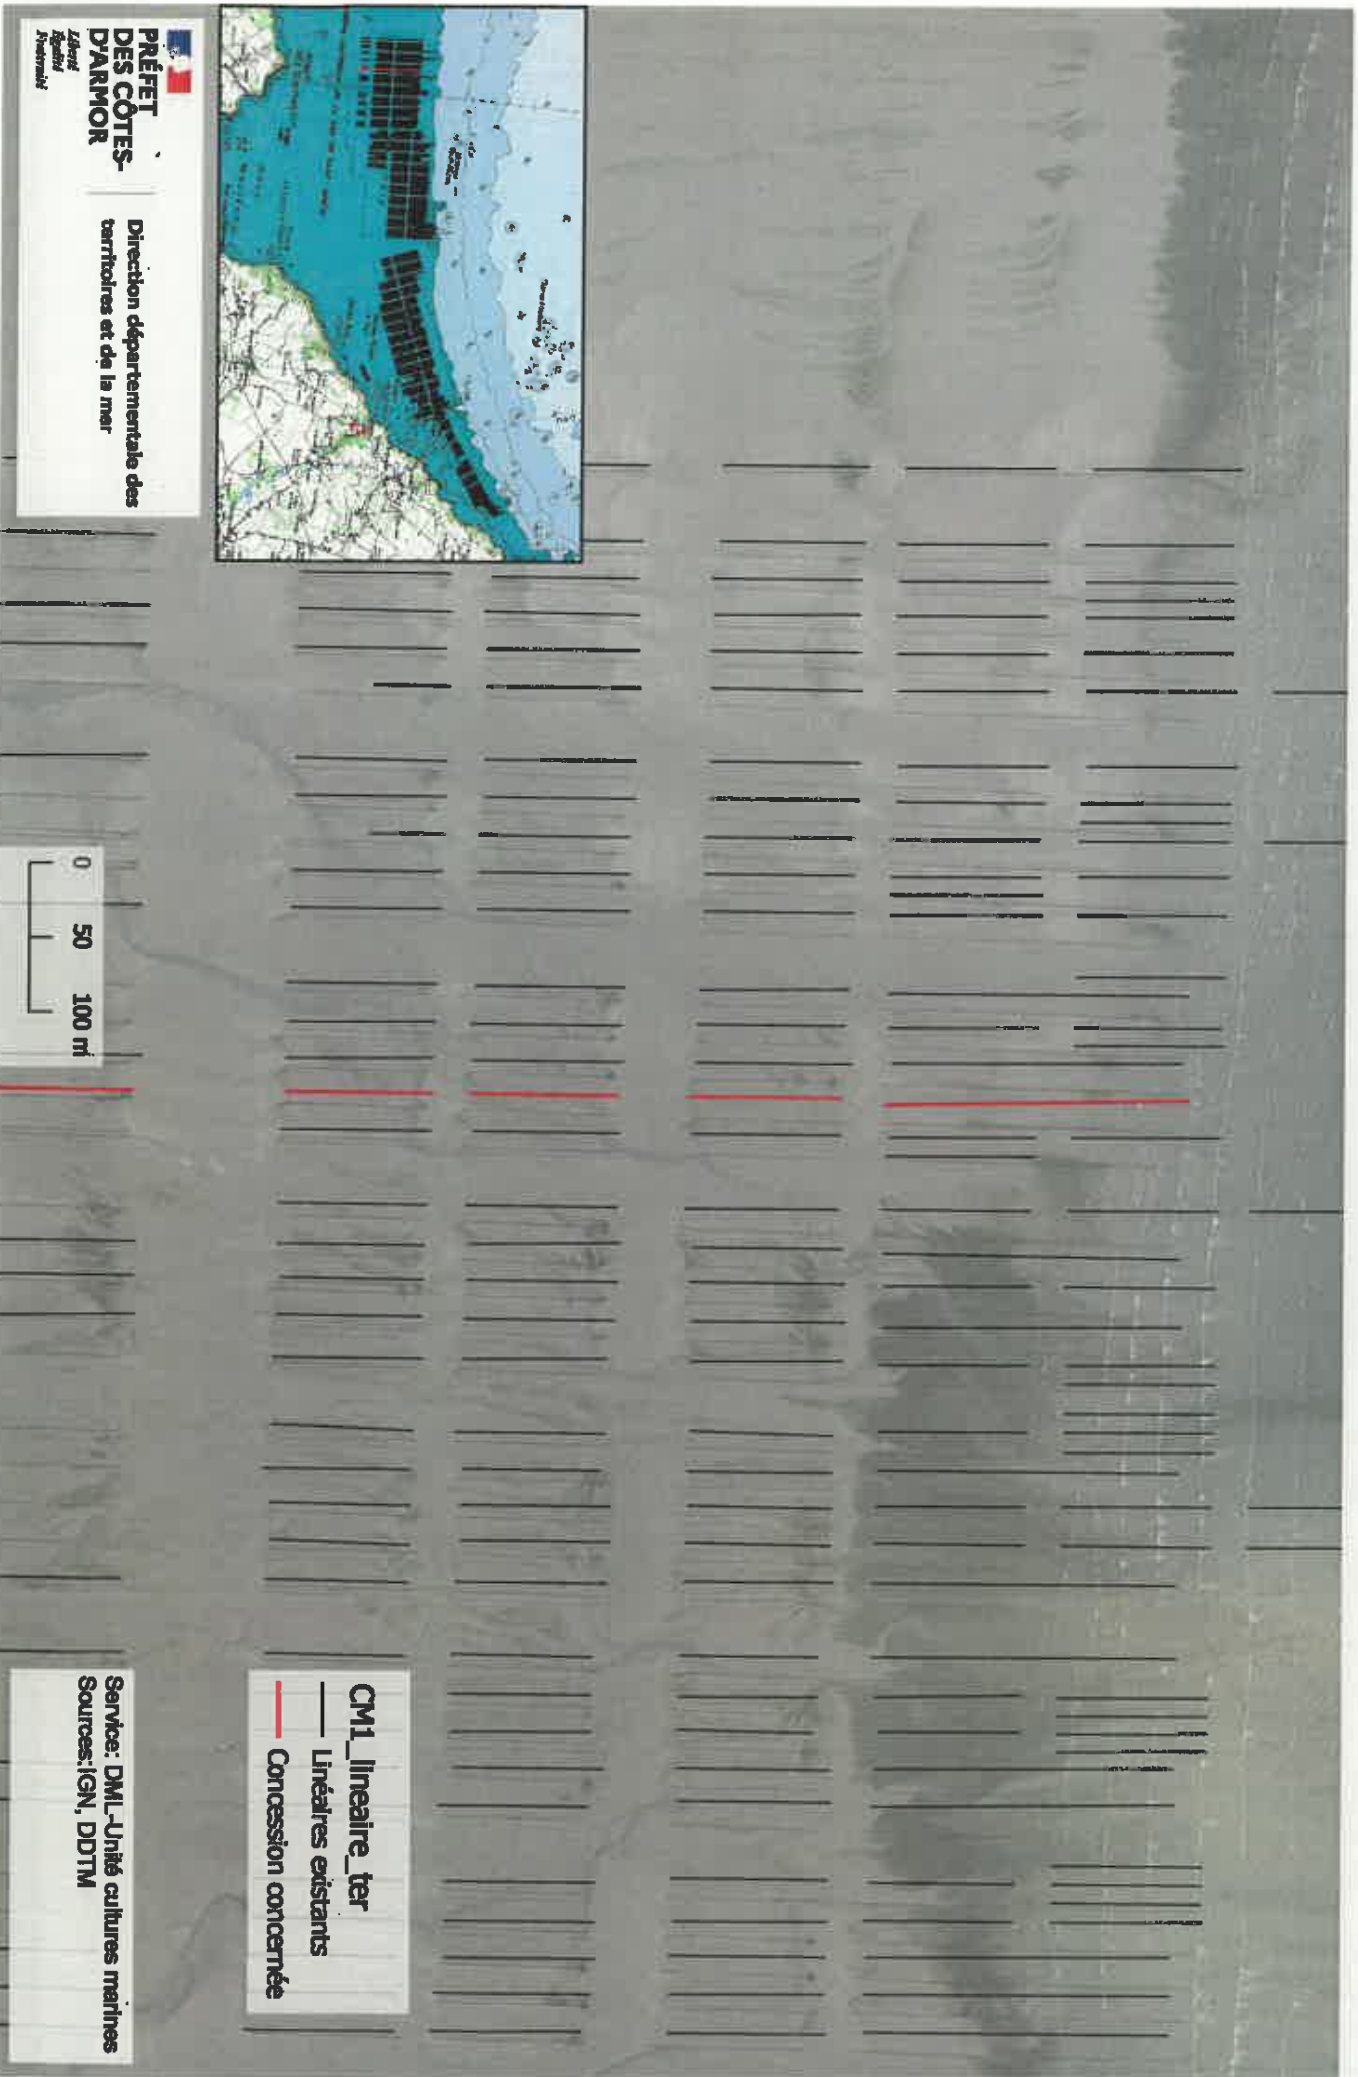 PRÉFET
DES CÔTES-
D'ARMOR
Liberté
Égalité
Fraternité
Direction départementale des
territoires et de la mer
0 50 100 m
CM1_lineaire_ter
Linéaires existants
Concession concernée
Service: DML-Unité cultures marines
Sources:IGN, DDTM